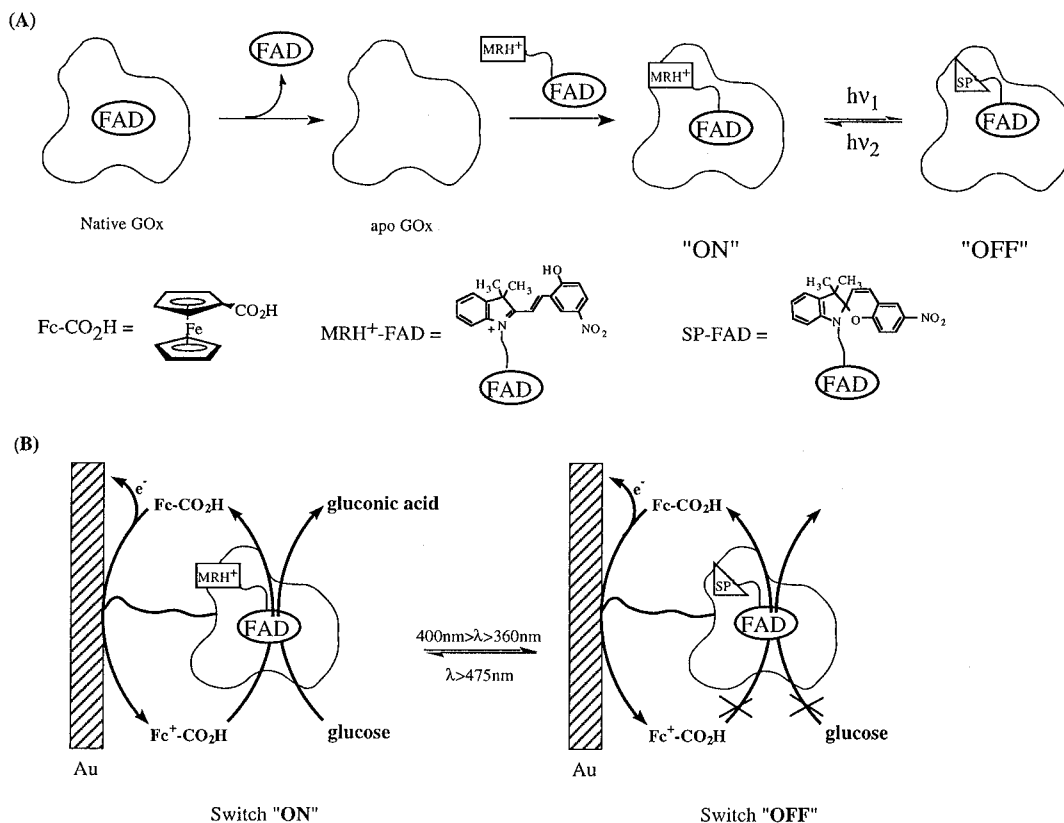 (A)
FAD
FAD
MRH+
FAD
MRH+
FAD
hν1
hν2
SP
FAD
Native GOx
apo GOx
"ON"
"OFF"
Fc-CO2H =
CO2H
Fe
MRH+-FAD =
H3C
CH3
HO
N
+
NO2
FAD
SP-FAD =
H3C
CH3
N
O
NO2
FAD
(B)
e-
Fc-CO2H
gluconic acid
MRH+
FAD
Fc+-CO2H
glucose
Au
Switch "ON"
400nm>λ>360nm
λ>475nm
e-
Fc-CO2H
SP
FAD
Fc+-CO2H
glucose
Au
Switch "OFF"